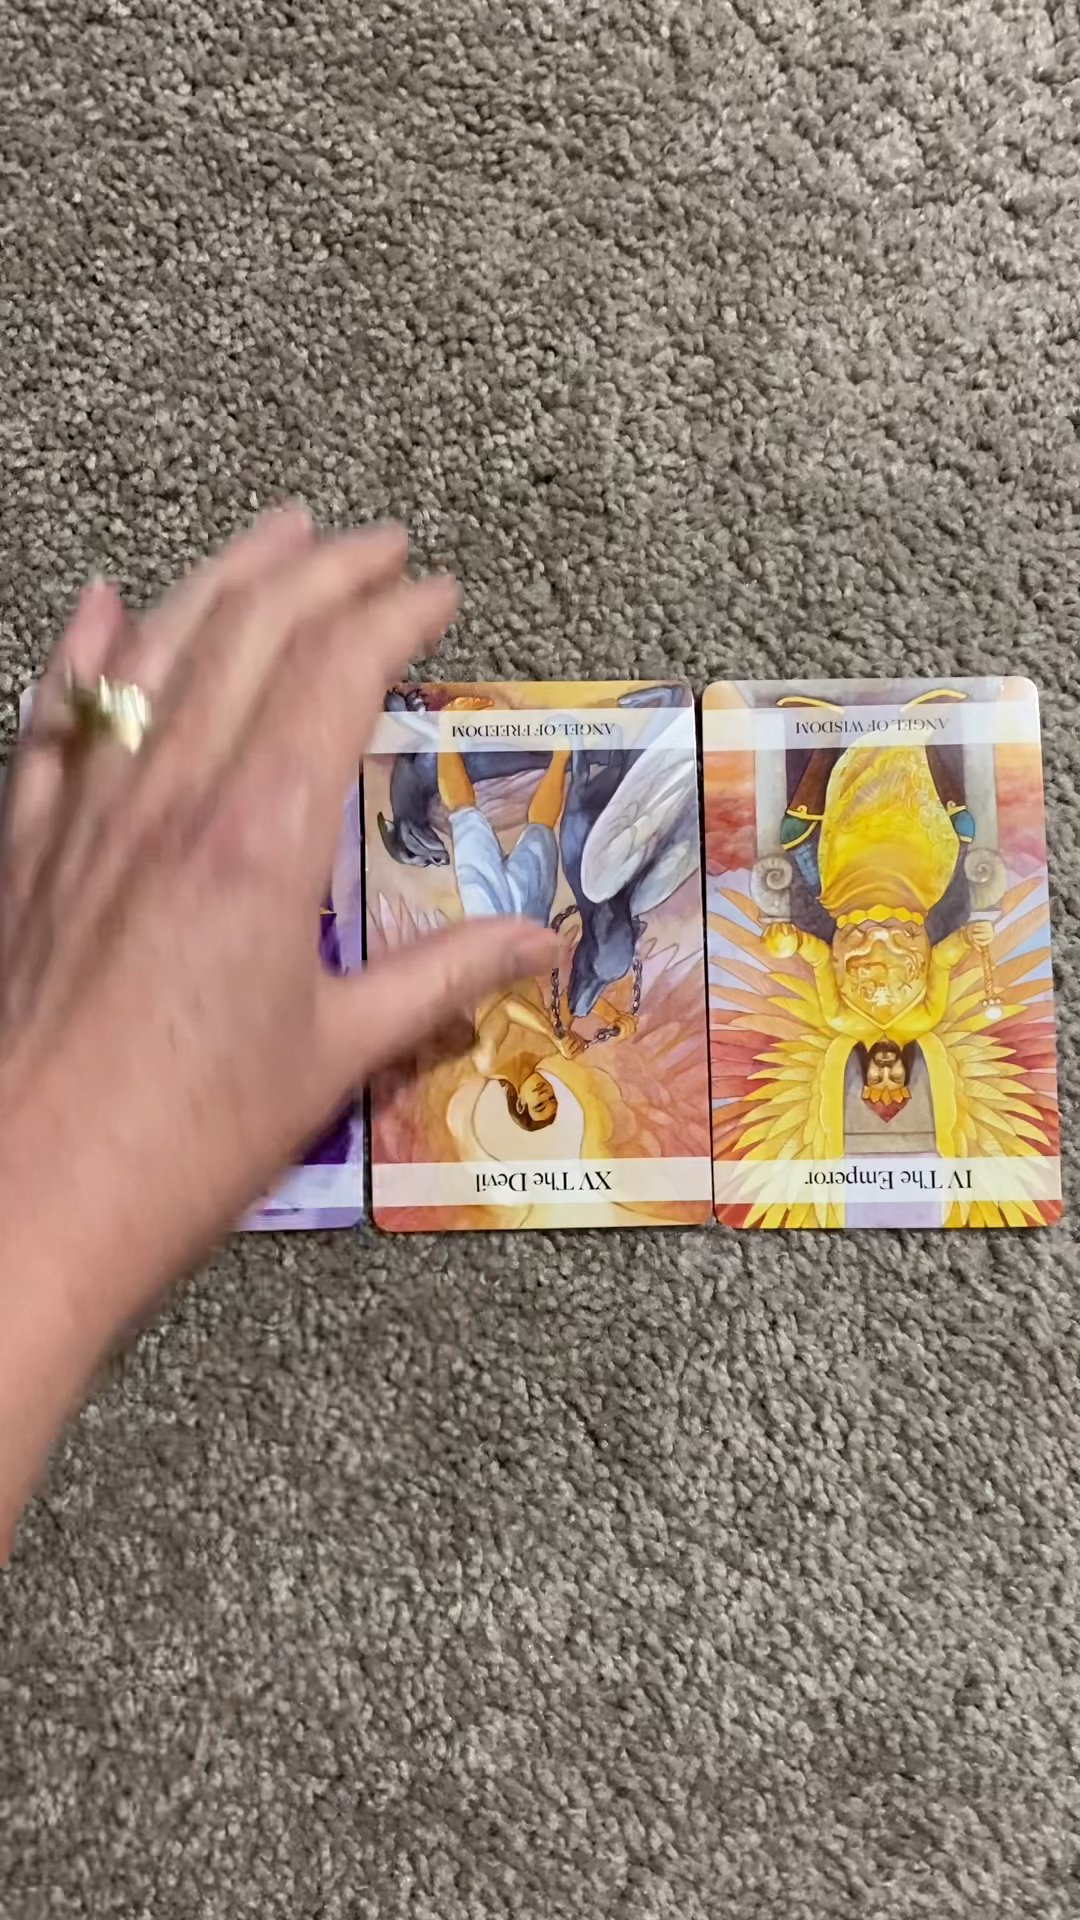 XV The Devil
ANGEL OF FREEDOM
IV The Emperor
ANGEL OF WISDOM